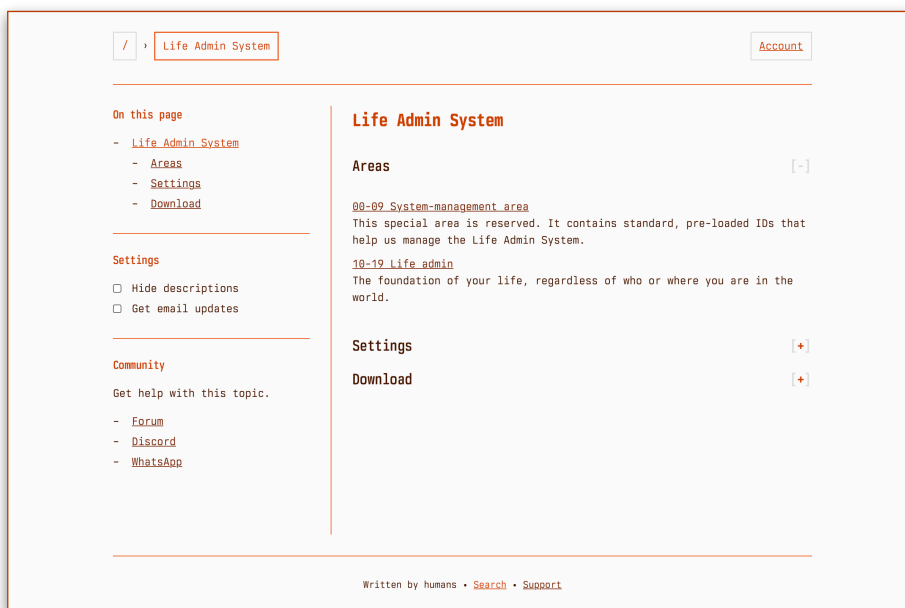 / › Life Admin System
Account
On this page
– Life Admin System
– Areas
– Settings
– Download
Settings
Hide descriptions
Get email updates
Community
Get help with this topic.
– Forum
– Discord
– WhatsApp
Life Admin System
Areas [-]
00-09 System-management area
This special area is reserved. It contains standard, pre-loaded IDs that
help us manage the Life Admin System.
10-19 Life admin
The foundation of your life, regardless of who or where you are in the
world.
Settings [+]
Download [+]
Written by humans • Search • Support